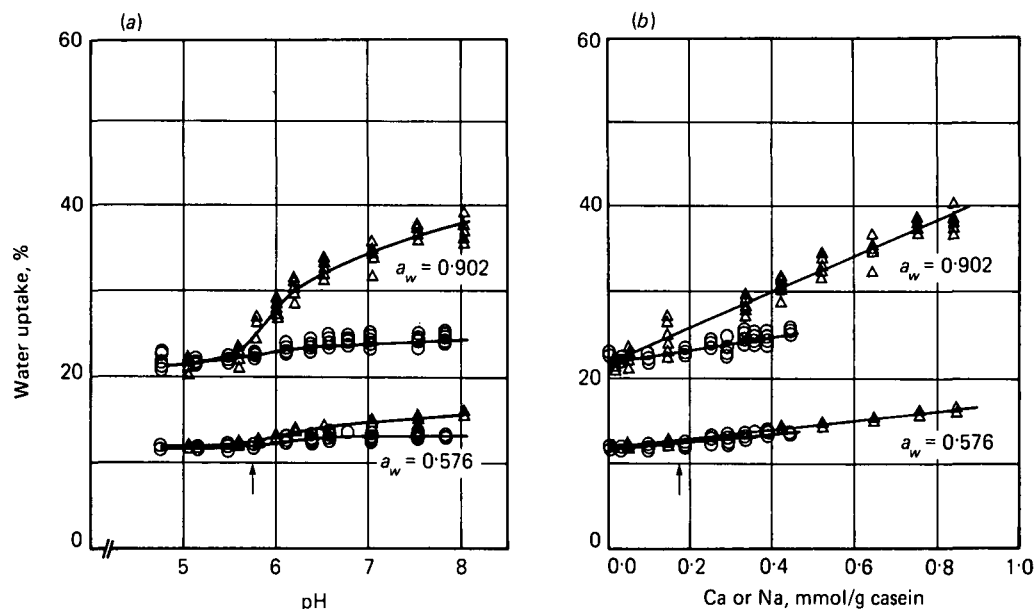 (a)
60
40
20
0
Water uptake, %
a_w = 0·902
a_w = 0·576
5 6 7 8
pH
(b)
60
40
20
0
a_w = 0·902
a_w = 0·576
0·0 0·2 0·4 0·6 0·8 1·0
Ca or Na, mmol/g casein